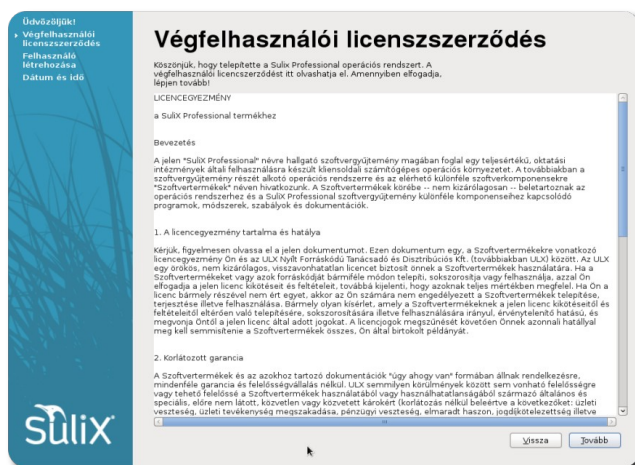 Üdvözöljük!
Végfelhasználói
licenszszerződés
Felhasználó
létrehozása
Dátum és idő
Végfelhasználói licenszszerződés
Köszönjük, hogy telepítette a Sulix Professional operációs rendszert. A
végfelhasználói licencszerződést itt olvashatja el. Amennyiben elfogadja,
lépjen tovább!
LICENCEGYEZMÉNY
a SuliX Professional termékhez
Bevezetés
A jelen "SuliX Professional" névre hallgató szoftvergyűjtemény magában foglal egy teljesértékű, oktatási
intézmények általi felhasználásra készült kliensoldali számítógépes operációs környezetet. A továbbiakban a
szoftvergyűjtemény részét alkotó operációs rendszerre és az elérhető különféle szoftverkomponensekre
"Szoftvertermékek" néven hivatkozunk. A Szoftvertermékek körébe -- nem kizárólagosan -- beletartoznak az
operációs rendszerhez és a SuliX Professional szoftvergyűjtemény különféle komponenseihez kapcsolódó
programok, módszerek, szabályok és dokumentációk.
1. A licencegyezmény tartalma és hatálya
Kérjük, figyelmesen olvassa el a jelen dokumentumot. Ezen dokumentum egy, a Szoftvertermékekre vonatkozó
licencegyezmény Ön és az ULX Nyílt Forráskódú Tanácsadó és Disztribúciós Kft. (továbbiakban ULX) között. Az ULX
egy örökös, nem kizárólagos, visszavonhatatlan licencet biztosít önnek a Szoftvertermékek használatára. Ha a
Szoftvertermékeket vagy azok forráskódját bármiféle módon telepíti, sokszorosítja vagy felhasználja, azzal Ön
elfogadja a jelen licenc kikötéseit és feltételeit, továbbá kijelenti, hogy azoknak teljes mértékben megfelel. Ha Ön a
licenc bármely részével nem ért egyet, akkor az Ön számára nem engedélyezett a Szoftvertermékek telepítése,
terjesztése illetve felhasználása. Bármely olyan kísérlet, amely a Szoftvertermékeknek a jelen licenc kikötéseitől és
feltételeitől eltérően való telepítésére, sokszorosítására illetve felhasználására irányul, érvénytelenítő hatású, és
megvonja Öntől a jelen licenc által adott jogokat. A licencjogok megszűnését követően Önnek azonnali hatállyal
meg kell semmisítenie a Szoftvertermékek összes, Ön által birtokolt példányát.
2. Korlátozott garancia
A Szoftvertermékek és az azokhoz tartozó dokumentációk "úgy ahogy van" formában állnak rendelkezésre,
mindenféle garancia és felelősségvállalás nélkül. ULX semmilyen körülmények között sem vonható felelősségre
vagy tehető felelőssé a Szoftvertermékek használatából vagy használhatatlanságából származó általános és
speciális, előre nem látott, közvetlen vagy közvetett károkért (korlátozás nélkül beleértve a következőket: üzleti
veszteség, üzleti tevékenység megszakadása, pénzügyi veszteség, elmaradt haszon, jogdíjkötelezettség illetve
SuliX
Vissza
Tovább